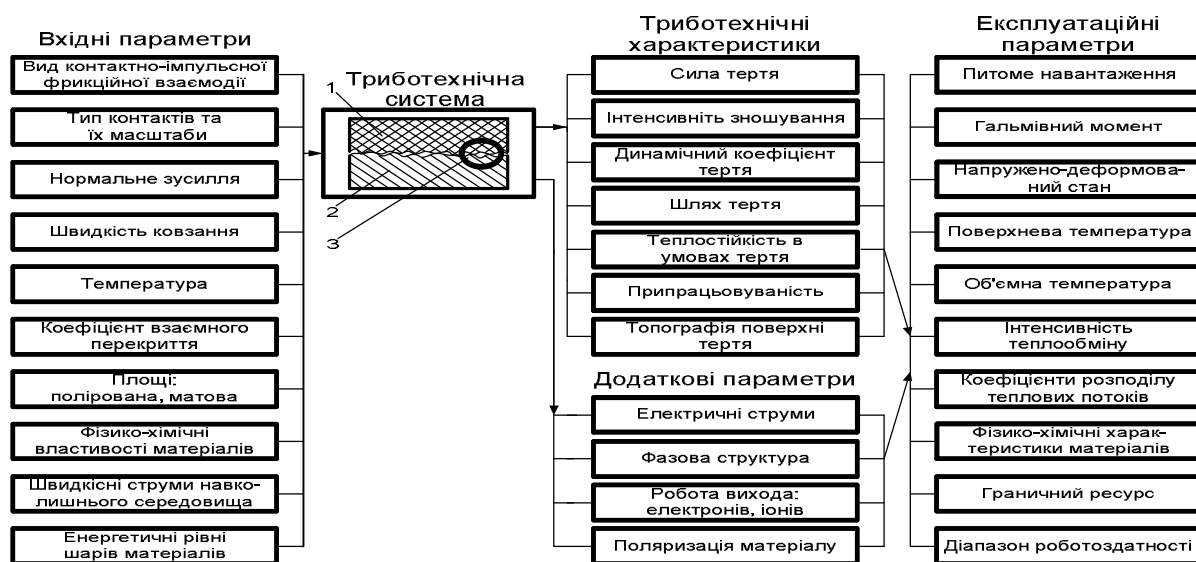 Вхідні параметри
Вид контактно-імпульсної
фрикційної взаємодії
Тип контактів та
їх масштаби
Нормальне зусилля
Швидкість ковзання
Температура
Коефіцієнт взаємного
перекриття
Площі:
полірована, матова
Фізико-хімічні
властивості матеріалів
Швидкісні струми навко-
лишнього середовища
Енергетичні рівні
шарів матеріалів
Триботехнічна
система
1
2
3
Триботехнічні
характеристики
Сила тертя
Інтенсивніть зношування
Динамічний коефіцієнт
тертя
Шлях тертя
Теплостійкість в
умовах тертя
Припрацьовуваність
Топографія поверхні
тертя
Додаткові параметри
Електричні струми
Фазова структура
Робота вихода:
електронів, іонів
Поляризація матеріалу
Експлуатаційні
параметри
Питоме навантаження
Гальмівний момент
Напружено-деформова-
ний стан
Поверхнева температура
Об'ємна температура
Інтенсивність
теплообміну
Коефіцієнти розподілу
теплових потоків
Фізико-хімічні харак-
теристики матеріалів
Граничний ресурс
Діапазон роботоздатності